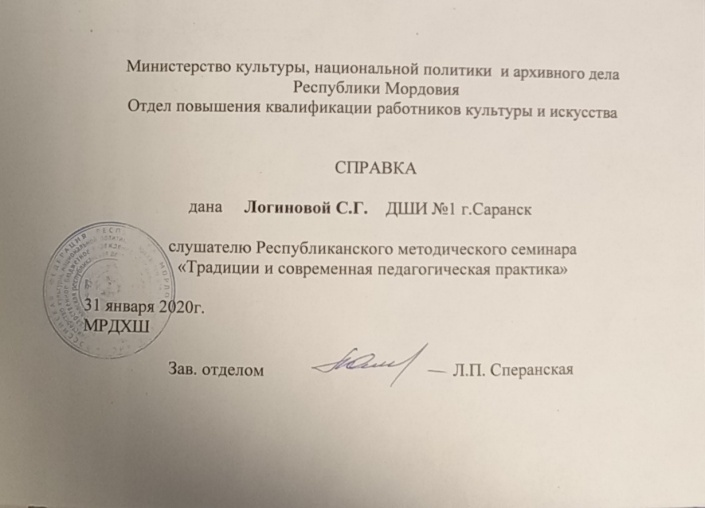 Министерство культуры, национальной политики и архивного дела
Республики Мордовия
Отдел повышения квалификации работников культуры и искусства
СПРАВКА
дана Логиновой С.Г. ДШИ №1 г.Саранск
слушателю Республиканского методического семинара
«Традиции и современная педагогическая практика»
31 января 2020г.
МРДХШ
Зав. отделом — Л.П. Сперанская